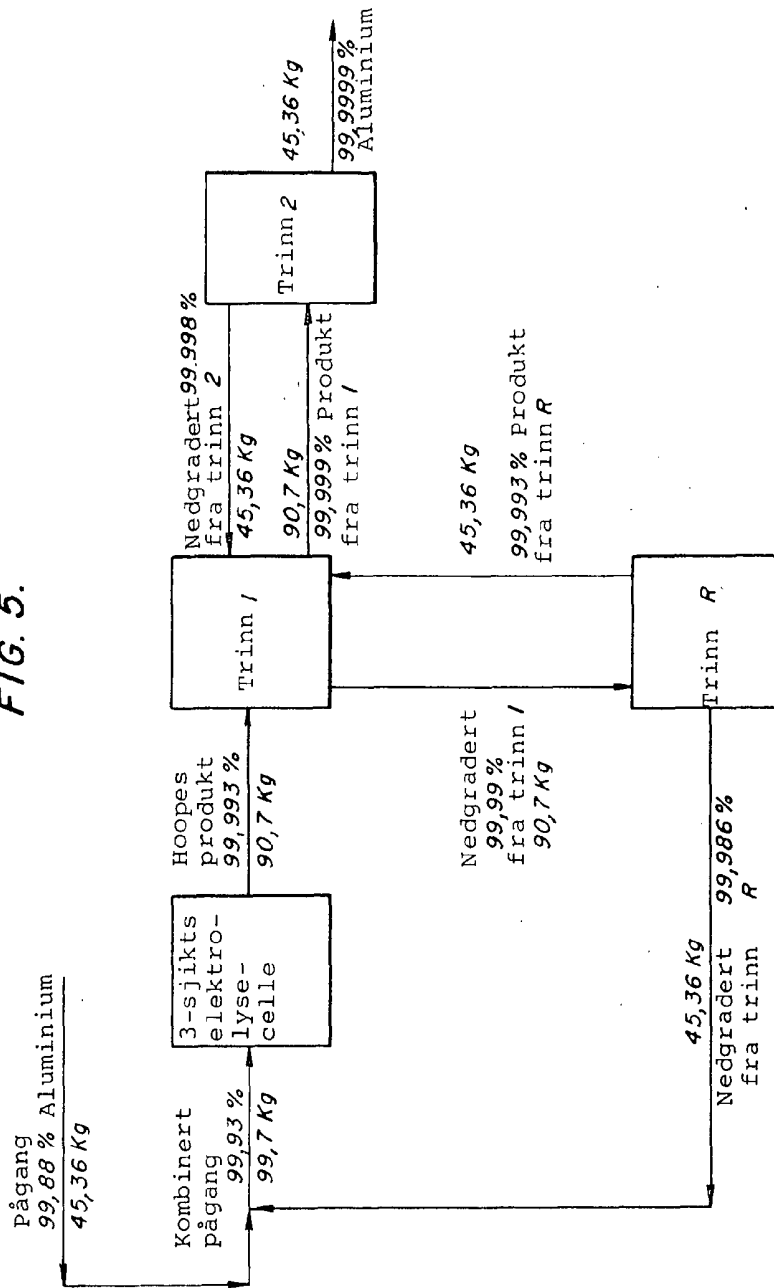 FIG. 5.
Pågang
99,88 % Aluminium
45,36 Kg
Kombinert
pågang
99,93 %
99,7 Kg
3-sjikts
elektro-
lyse-
celle
Hoopes
produkt
99,993 %
90,7 Kg
Trinn 1
Nedgradert 99.998 %
fra trinn 2
45,36 Kg
90,7 Kg
99,999% Produkt
fra trinn 1
Trinn 2
45,36 Kg
99,9999 %
Aluminium
Nedgradert
99,99 %
fra trinn 1
90,7 Kg
45,36 Kg
99,993% Produkt
fra trinn R
Trinn R
45,36 Kg
Nedgradert 99,986%
fra trinn R